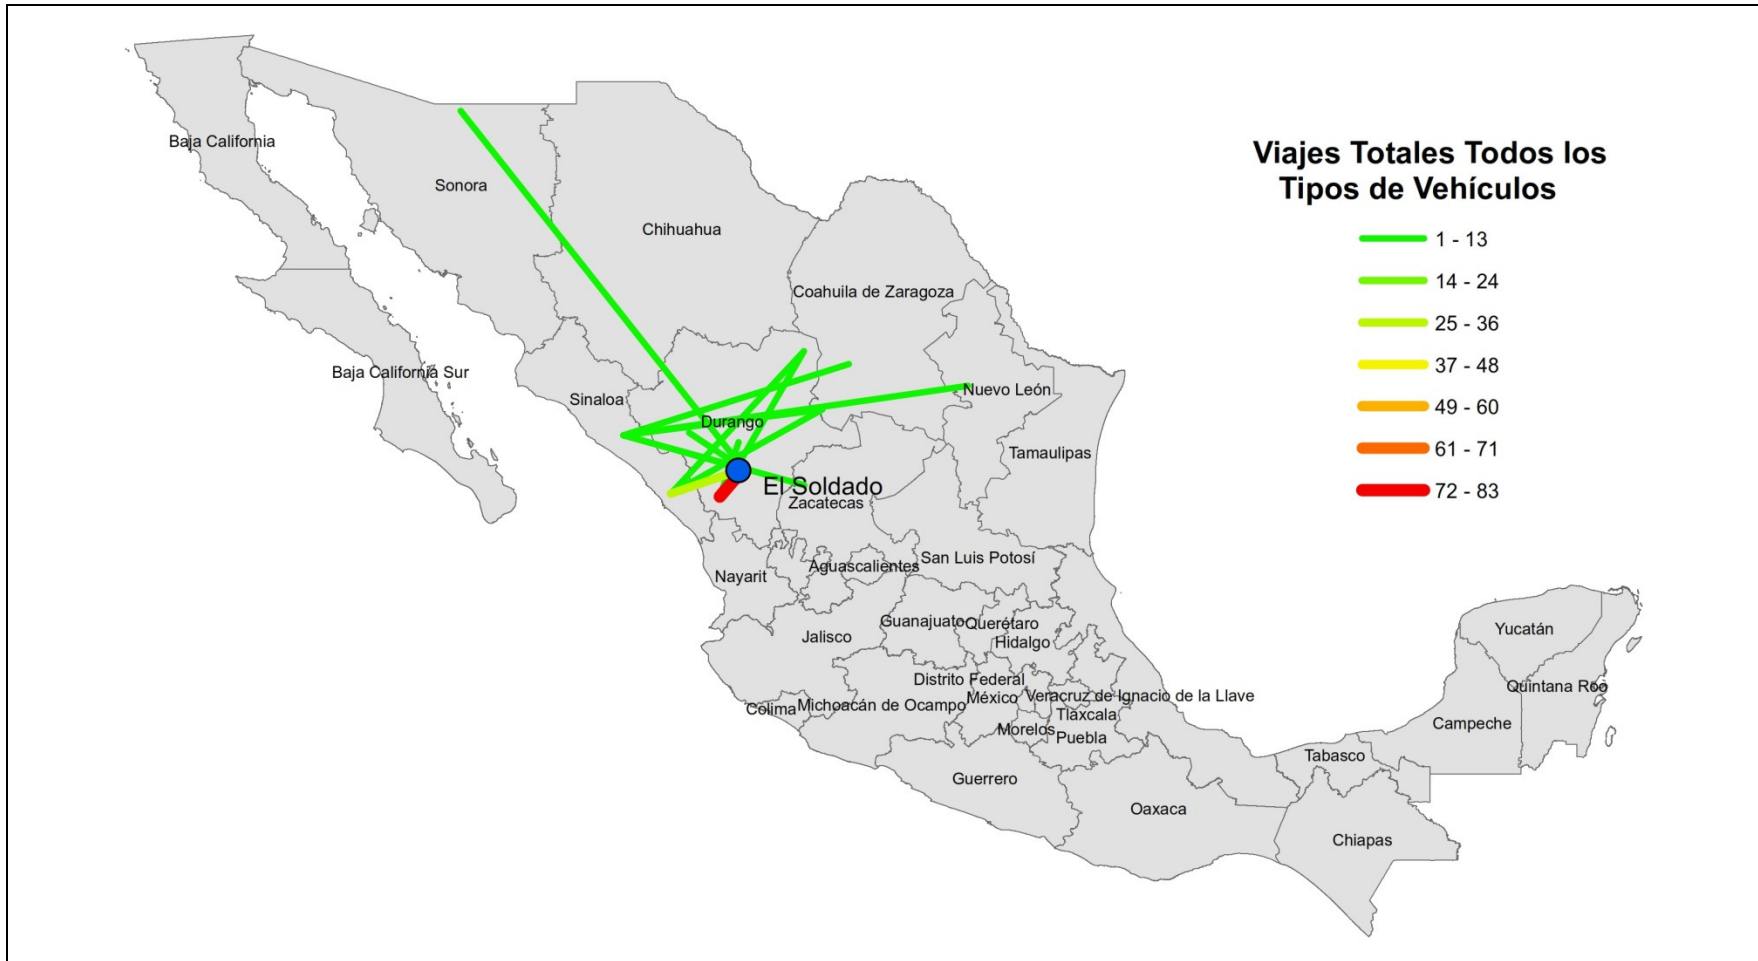 Viajes Totales Todos los
Tipos de Vehículos
1 - 13
14 - 24
25 - 36
37 - 48
49 - 60
61 - 71
72 - 83
Baja California
Sonora
Chihuahua
Coahuila de Zaragoza
Baja California Sur
Sinaloa
Nuevo León
Durango
Tamaulipas
El Soldado
Zacatecas
San Luis Potosí
Nayarit
Aguascalientes
Guanajuato
Querétaro
Jalisco
Hidalgo
Yucatán
Distrito Federal
Quintana Roo
México
Veracruz de Ignacio de la Llave
Colima
Michoacán de Ocampo
Tlaxcala
Campeche
Morelos
Puebla
Tabasco
Guerrero
Oaxaca
Chiapas